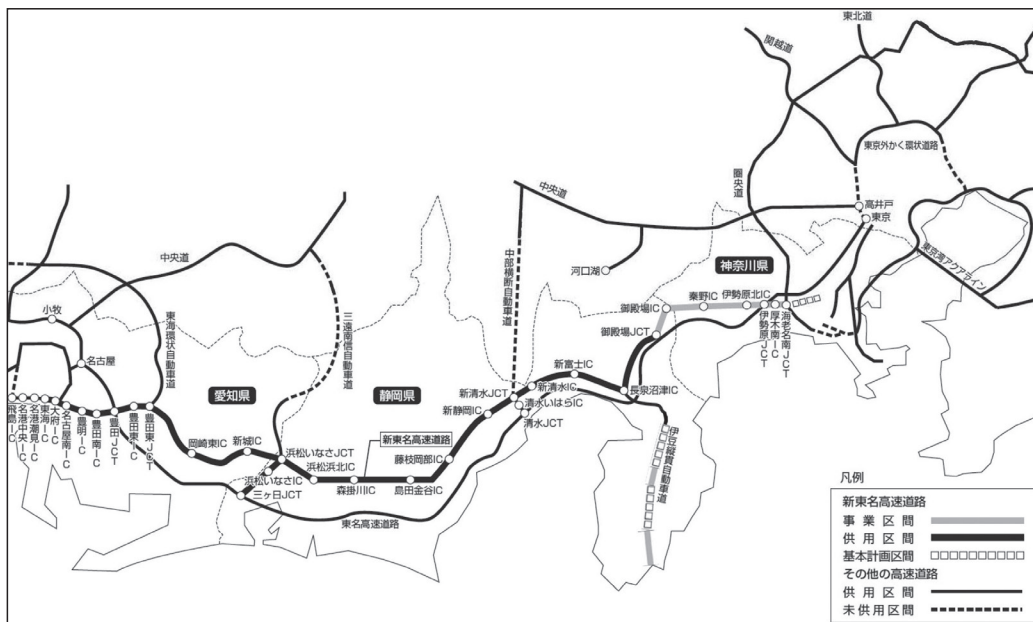 東北道
関越道
東京外かく環状道路
圏央道
中央道
高井戸
東京
東京湾アクアライン
神奈川県
河口湖
中部横断自動車道
御殿場IC
秦野IC
伊勢原北IC
御殿場JCT
伊勢原JCT
厚木南IC
海老名南JCT
中央道
小牧
名古屋
東海環状自動車道
三遠南信自動車道
愛知県
静岡県
新富士IC
長泉沼津IC
新清水JCT
新清水IC
清水いはらIC
清水JCT
新静岡IC
伊豆縦貫自動車道
飛島IC
名港中央IC
名港潮見IC
東海IC
大府IC
名古屋南IC
豊明IC
豊田南IC
豊田JCT
豊田東IC
豊田東JCT
岡崎東IC
新城IC
浜松いなさJCT
浜松いなさIC
三ヶ日JCT
浜松浜北IC
新東名高速道路
森掛川IC
藤枝岡部IC
島田金谷IC
東名高速道路
凡例
新東名高速道路
事業区間
供用区間
基本計画区間
その他の高速道路
供用区間
未供用区間